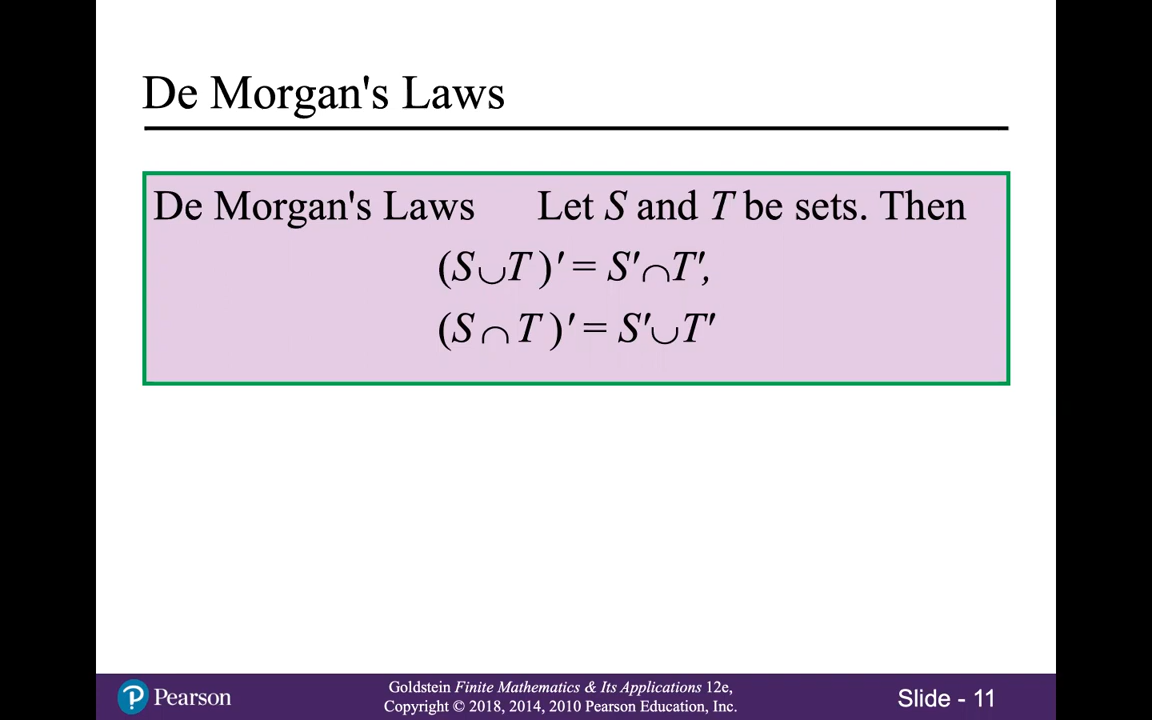 De Morgan's Laws
De Morgan's Laws Let S and T be sets. Then
(S∪T )′ = S′∩T′,
(S ∩ T )′ = S′∪T′
Pearson
Goldstein Finite Mathematics & Its Applications 12e,
Copyright © 2018, 2014, 2010 Pearson Education, Inc.
Slide - 11